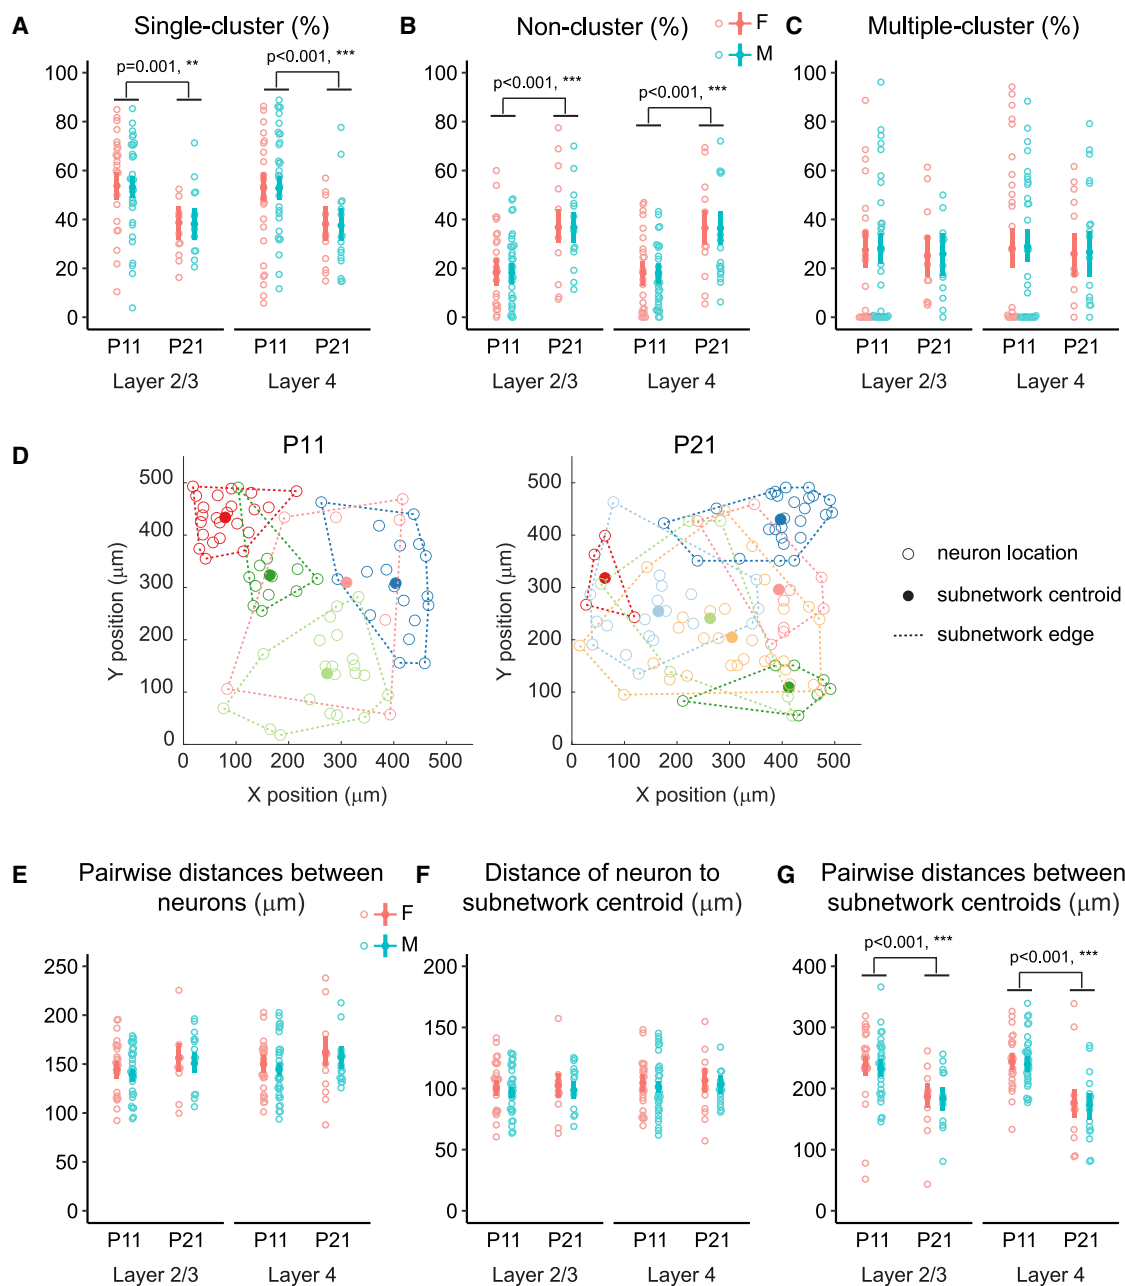 A Single-cluster (%)
p=0.001, **
p<0.001, ***
100
80
60
40
20
0
P11 P21 P11 P21
Layer 2/3 Layer 4
B Non-cluster (%)
F
M
p<0.001, ***
p<0.001, ***
100
80
60
40
20
0
P11 P21 P11 P21
Layer 2/3 Layer 4
C Multiple-cluster (%)
100
80
60
40
20
0
P11 P21 P11 P21
Layer 2/3 Layer 4
D
P11
Y position (μm)
500
400
300
200
100
0
0 100 200 300 400 500
X position (μm)
P21
Y position (μm)
500
400
300
200
100
0
0 100 200 300 400 500
X position (μm)
neuron location
subnetwork centroid
subnetwork edge
E Pairwise distances between
neurons (μm)
F
M
250
200
150
100
50
0
P11 P21 P11 P21
Layer 2/3 Layer 4
F Distance of neuron to
subnetwork centroid (μm)
200
150
100
50
0
P11 P21 P11 P21
Layer 2/3 Layer 4
G Pairwise distances between
subnetwork centroids (μm)
p<0.001, ***
p<0.001, ***
400
300
200
100
0
P11 P21 P11 P21
Layer 2/3 Layer 4